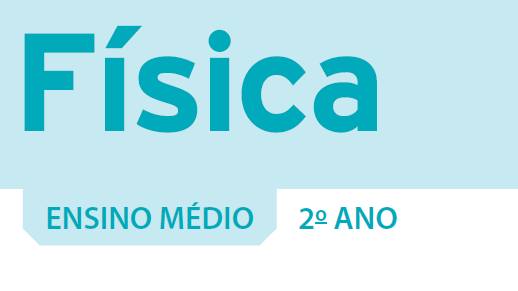 Física
ENSINO MÉDIO
2º ANO